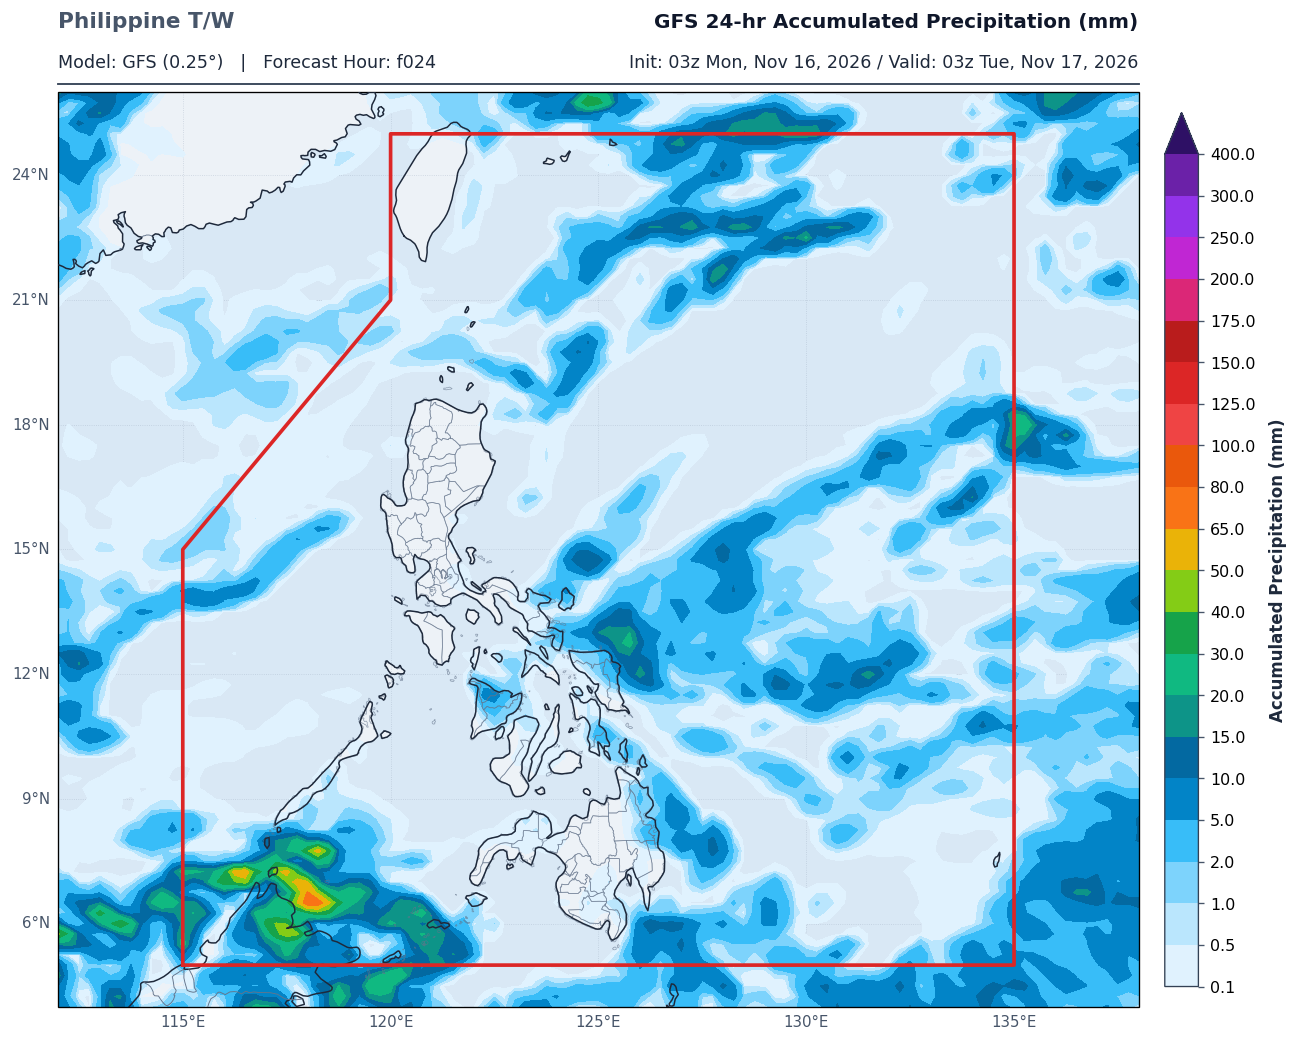 Philippine T/W
GFS 24-hr Accumulated Precipitation (mm)
Model: GFS (0.25°)   |   Forecast Hour: f024
Init: 03z Mon, Nov 16, 2026 / Valid: 03z Tue, Nov 17, 2026
24°N
21°N
18°N
15°N
12°N
9°N
6°N
115°E
120°E
125°E
130°E
135°E
400.0
300.0
250.0
200.0
175.0
150.0
125.0
100.0
80.0
65.0
50.0
40.0
30.0
20.0
15.0
10.0
5.0
2.0
1.0
0.5
0.1
Accumulated Precipitation (mm)